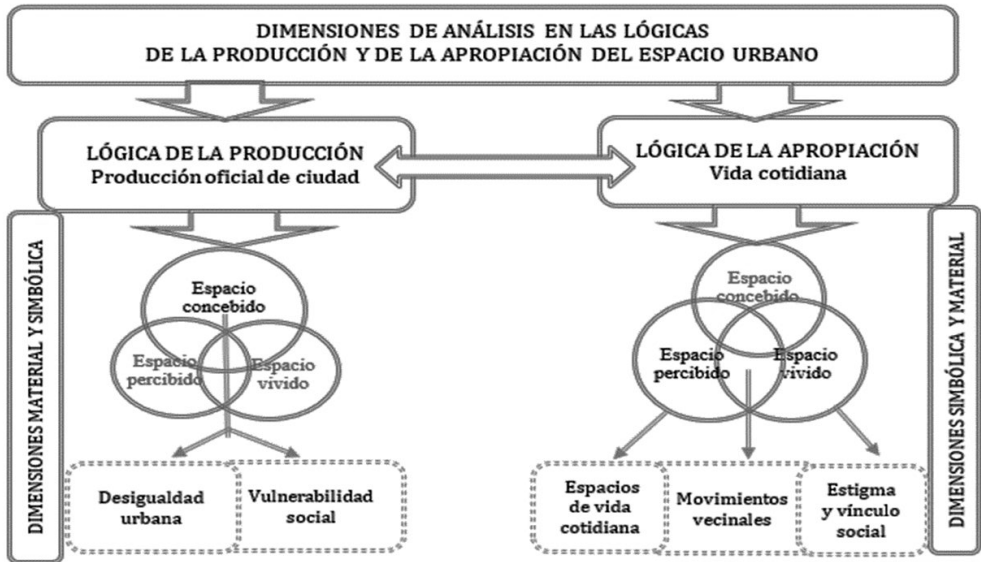 DIMENSIONES DE ANÁLISIS EN LAS LÓGICAS
DE LA PRODUCCIÓN Y DE LA APROPIACIÓN DEL ESPACIO URBANO
LÓGICA DE LA PRODUCCIÓN
Producción oficial de ciudad
LÓGICA DE LA APROPIACIÓN
Vida cotidiana
DIMENSIONES MATERIAL Y SIMBÓLICA
Espacio
concebido
Espacio
percibido
Espacio
vívido
Desigualdad
urbana
Vulnerabilidad
social
Espacio
concebido
Espacio
percibido
Espacio
vívido
Espacios
de vida
cotidiana
Movimientos
vecinales
Estigma
y vínculo
social
DIMENSIONES SIMBÓLICA Y MATERIAL